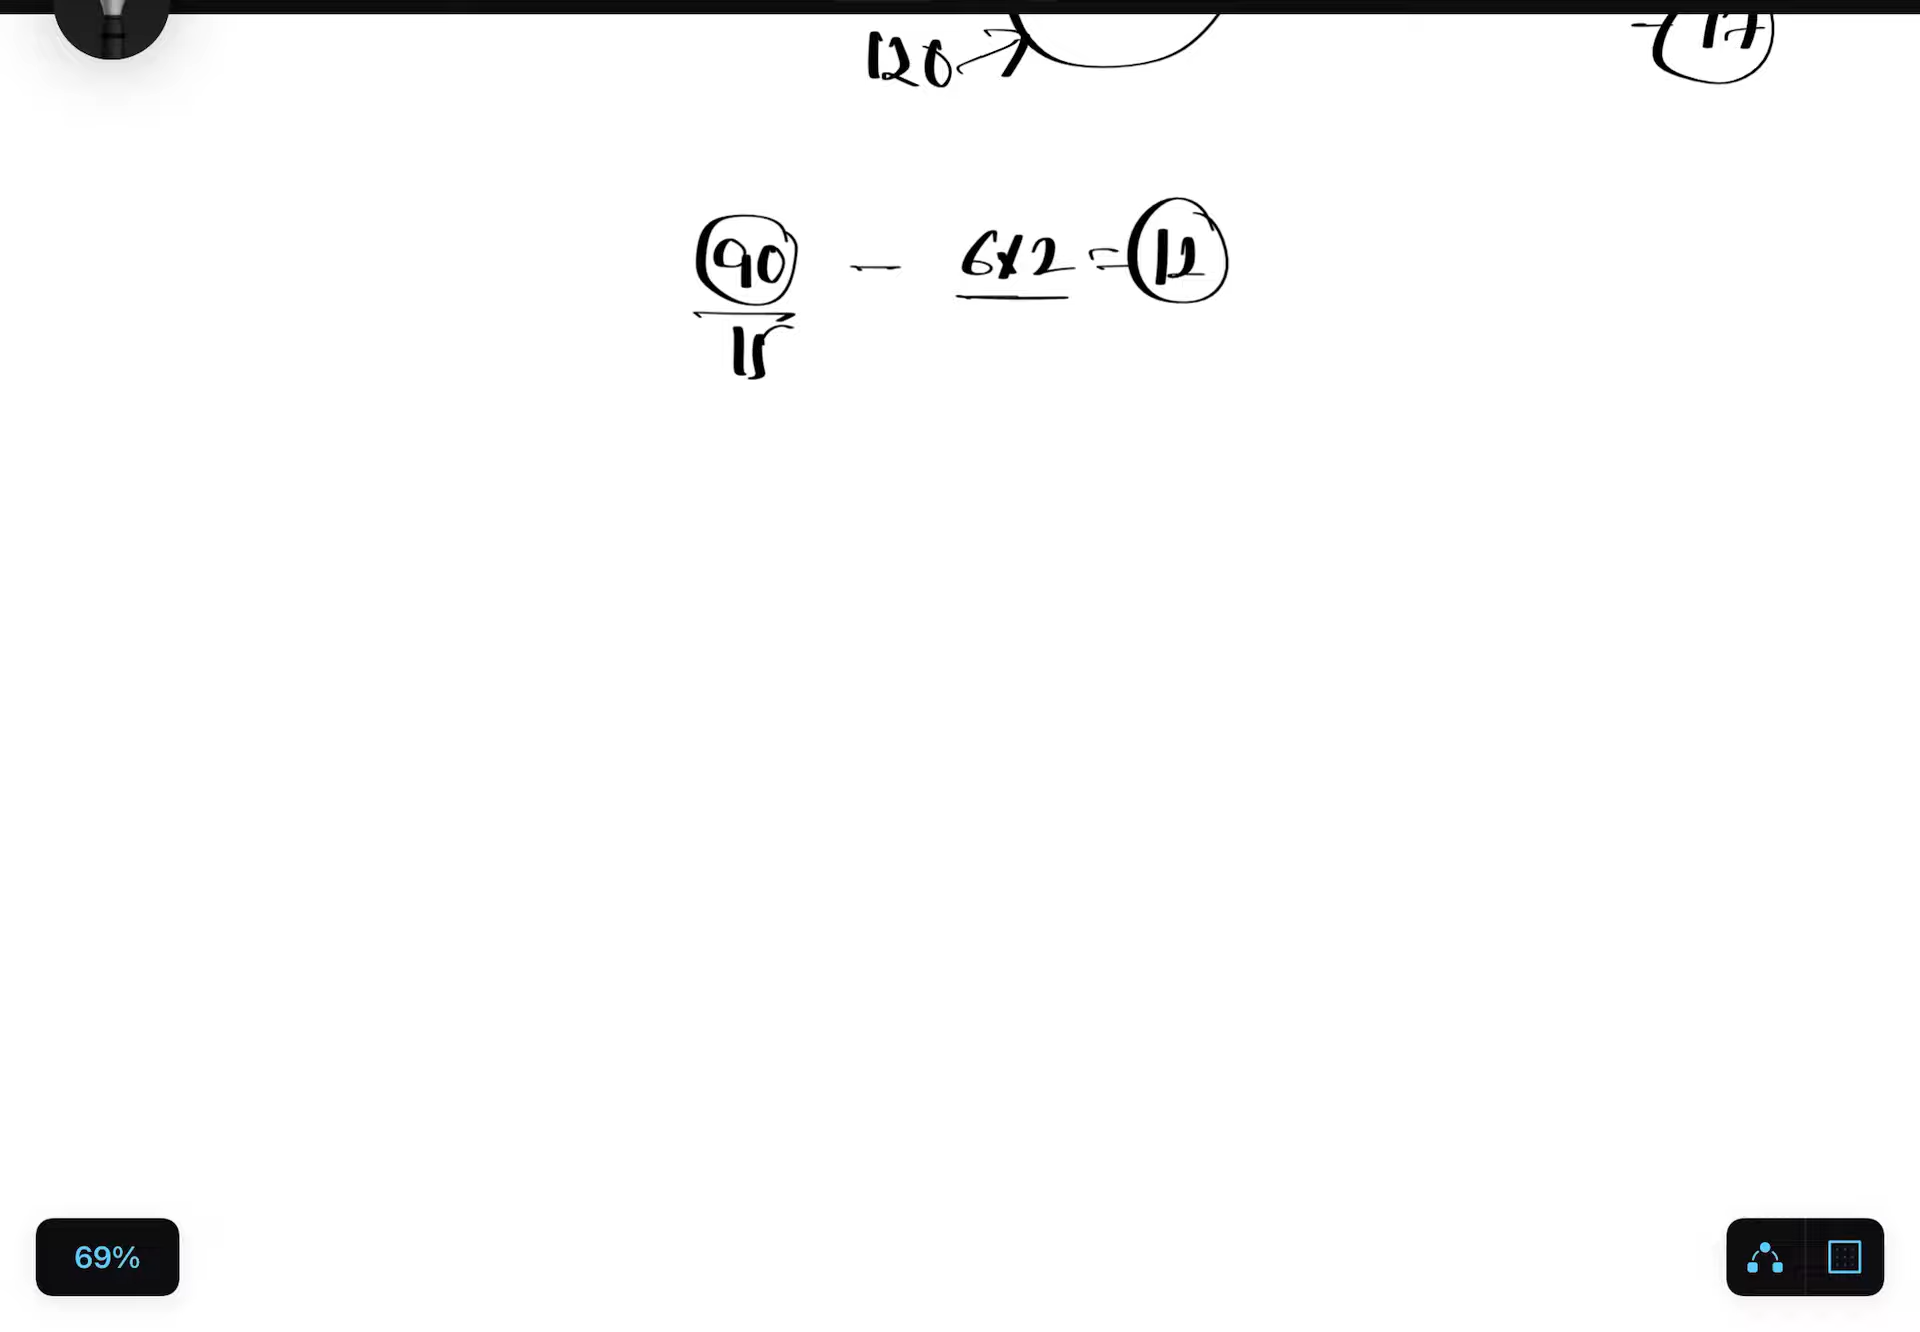 120
= 17
90 — 6x2 = 12
15
69%